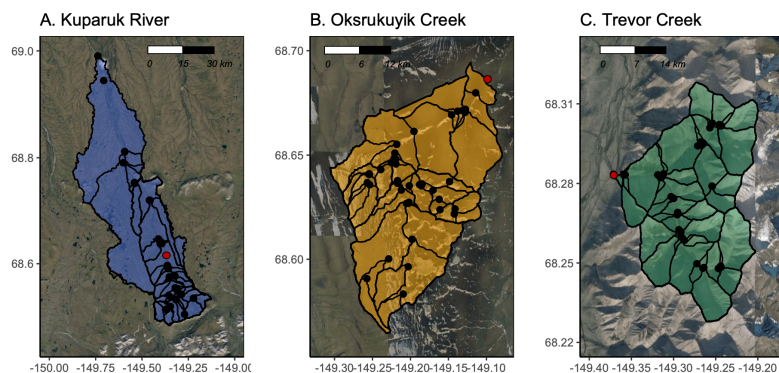 A. Kuparuk River
B. Oksrukuyik Creek
C. Trevor Creek
69.0
68.8
68.6
0 15 30 km
-150.00 -149.75 -149.50 -149.25 -149.00
68.70
68.65
68.60
0 6 12 km
-149.30 -149.25 -149.20 -149.15 -149.10
68.31
68.28
68.25
68.22
0 7 14 km
-149.40 -149.35 -149.30 -149.25 -149.20